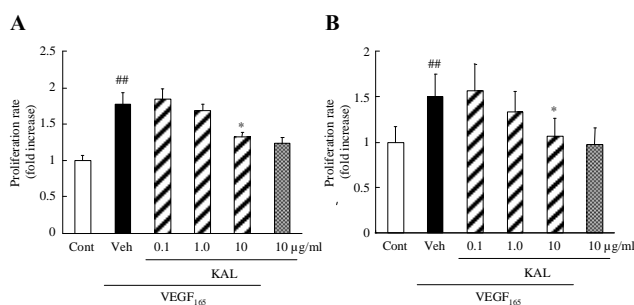 A
Proliferation rate
(fold increase)
2.5
2
1.5
1
0.5
0
##
*
Cont Veh 0.1 1.0 10 10 µg/ml
KAL
VEGF165
B
Proliferation rate
(fold increase)
2
1.5
1
0.5
0
##
*
Cont Veh 0.1 1.0 10 10 µg/ml
KAL
VEGF165